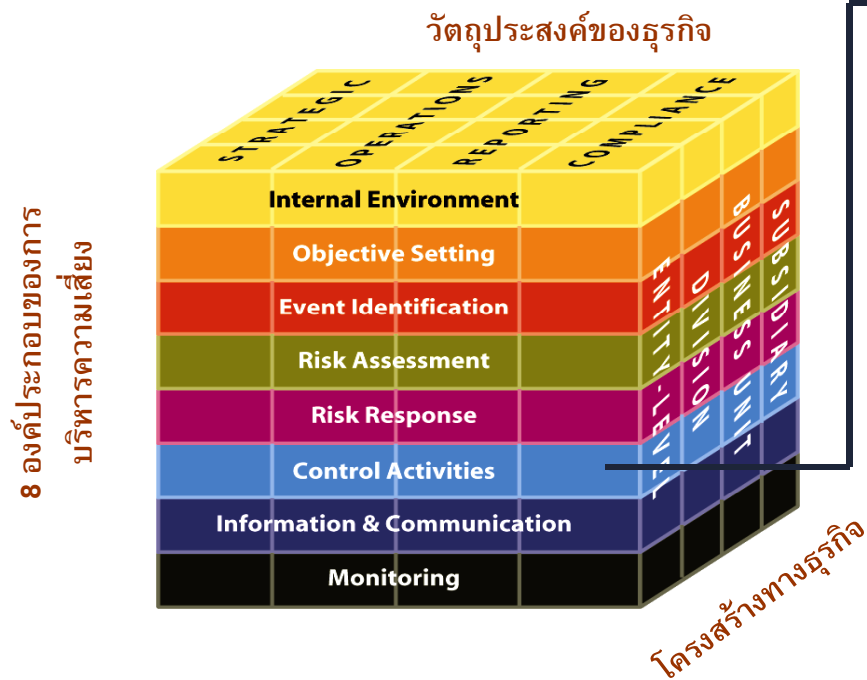 วัตถุประสงค์ของธุรกิจ
STRATEGIC
OPERATIONS
REPORTING
COMPLIANCE
8 องค์ประกอบของการ
บริหารความเสี่ยง
Internal Environment
Objective Setting
Event Identification
Risk Assessment
Risk Response
Control Activities
Information & Communication
Monitoring
ENTITY-LEVEL
DIVISION
BUSINESS UNIT
SUBSIDIARY
โครงสร้างทางธุรกิจ